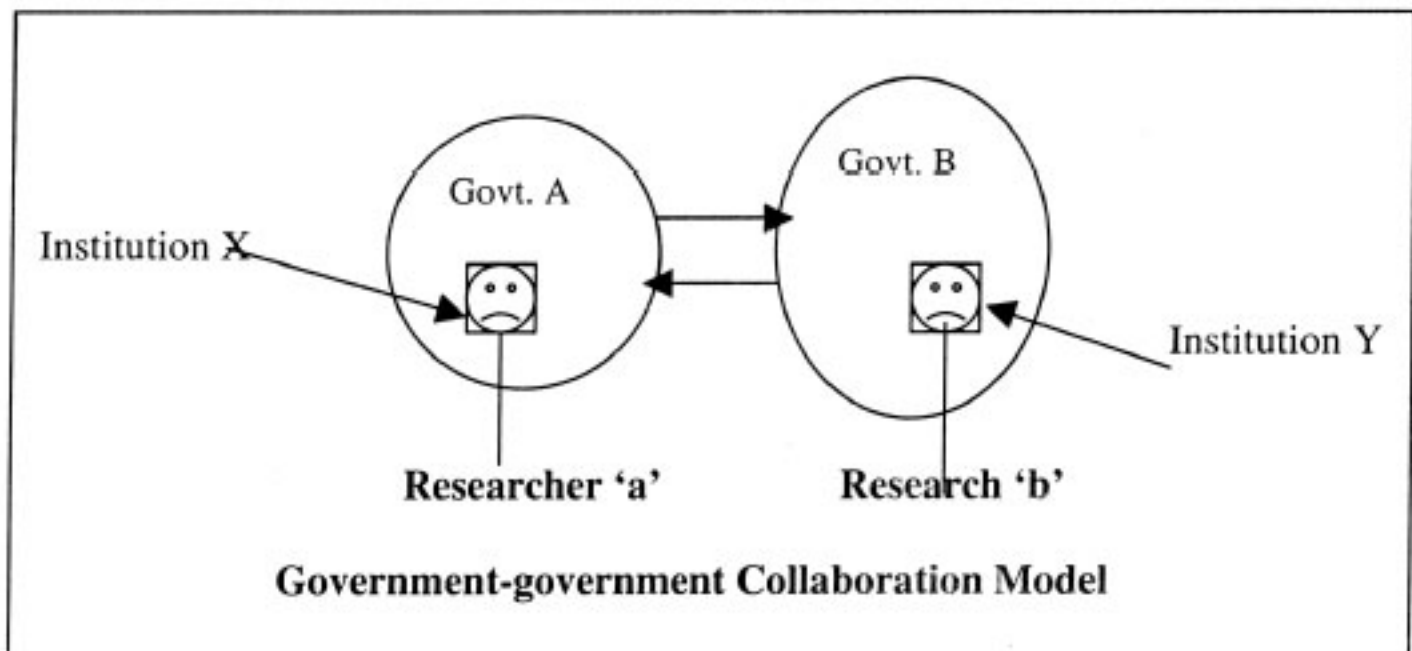 Govt. A
Govt. B
Institution X
Institution Y
Researcher ‘a’
Research ‘b’
Government-government Collaboration Model